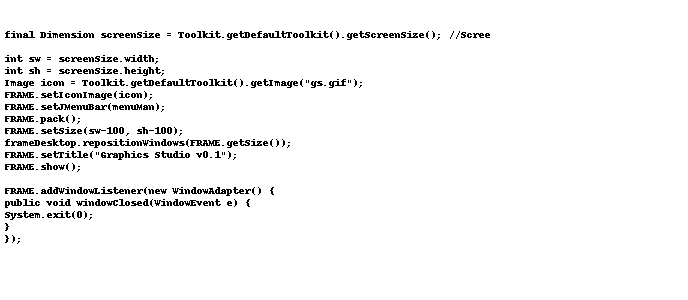 final Dimension screenSize = Toolkit.getDefaultToolkit().getScreenSize(); //Scree
int sw = screenSize.width;
int sh = screenSize.height;
Image icon = Toolkit.getDefaultToolkit().getImage("gs.gif");
FRAME.setIconImage(icon);
FRAME.setJMenuBar(menuMan);
FRAME.pack();
FRAME.setSize(sw-100, sh-100);
frameDesktop.repositionWindows(FRAME.getSize());
FRAME.setTitle("Graphics Studio v0.1");
FRAME.show();
FRAME.addWindowListener(new WindowAdapter() {
public void windowClosed(WindowEvent e) {
System.exit(0);
}
});